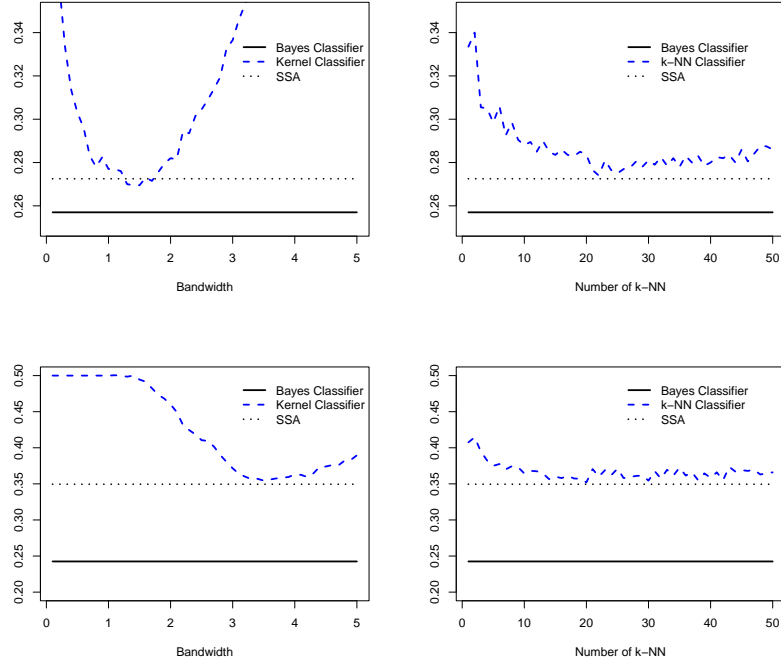 0.34
0.32
0.30
0.28
0.26
Bayes Classifier
Kernel Classifier
SSA
0 1 2 3 4 5
Bandwidth
0.34
0.32
0.30
0.28
0.26
Bayes Classifier
k−NN Classifier
SSA
0 10 20 30 40 50
Number of k−NN
0.50
0.45
0.40
0.35
0.30
0.25
0.20
Bayes Classifier
Kernel Classifier
SSA
0 1 2 3 4 5
Bandwidth
0.50
0.45
0.40
0.35
0.30
0.25
0.20
Bayes Classifier
k−NN Classifier
SSA
0 10 20 30 40 50
Number of k−NN